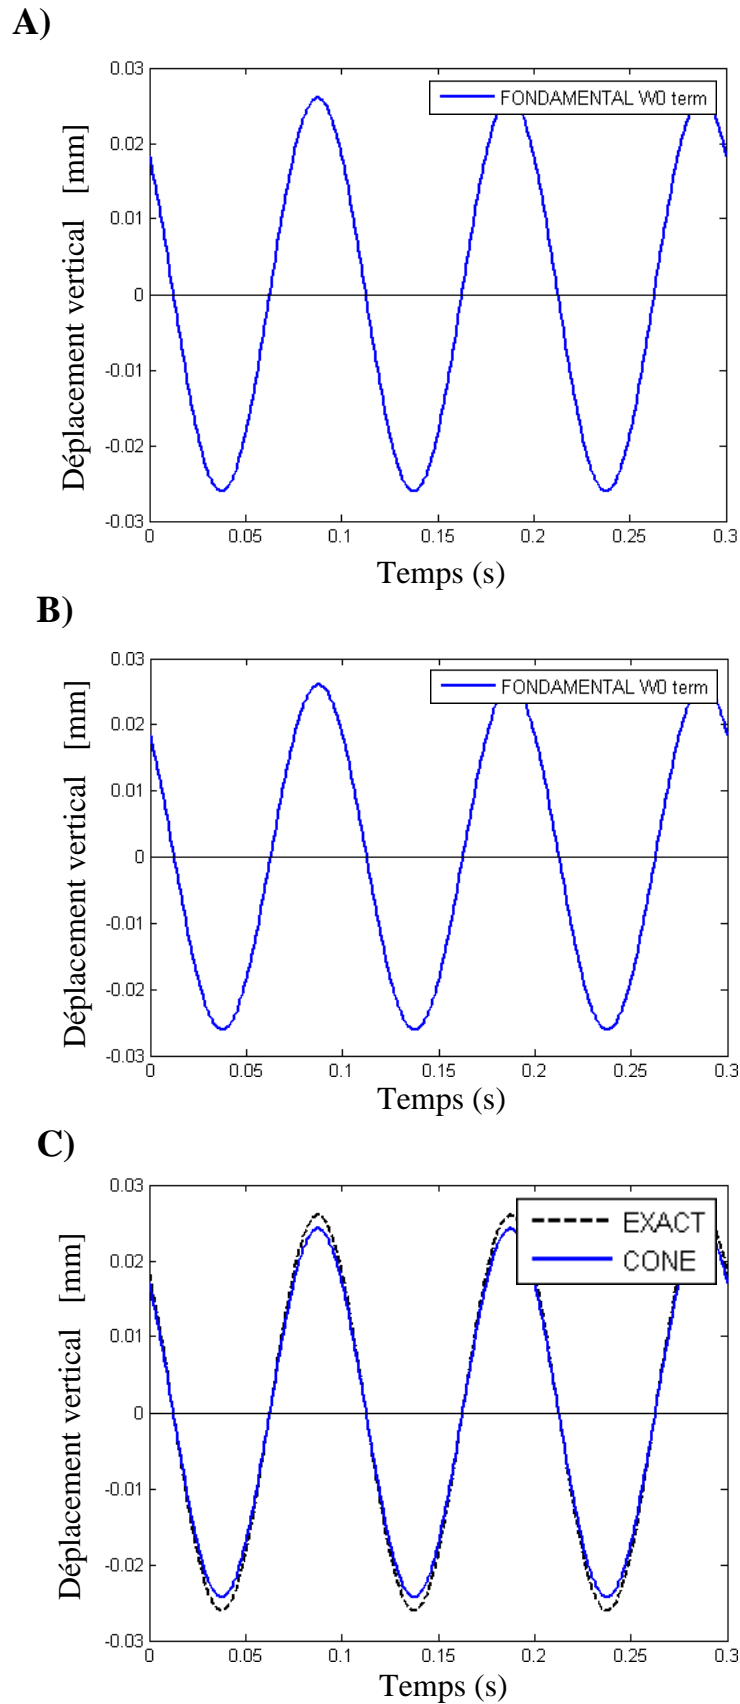 A)
0.03
FONDAMENTAL W0 term
0.02
0.01
0
-0.01
-0.02
-0.03
Déplacement vertical [mm]
0 0.05 0.1 0.15 0.2 0.25 0.3
Temps (s)
B)
0.03
FONDAMENTAL W0 term
0.02
0.01
0
-0.01
-0.02
-0.03
Déplacement vertical [mm]
0 0.05 0.1 0.15 0.2 0.25 0.3
Temps (s)
C)
0.03
EXACT
CONE
0.02
0.01
0
-0.01
-0.02
-0.03
Déplacement vertical [mm]
0 0.05 0.1 0.15 0.2 0.25 0.3
Temps (s)